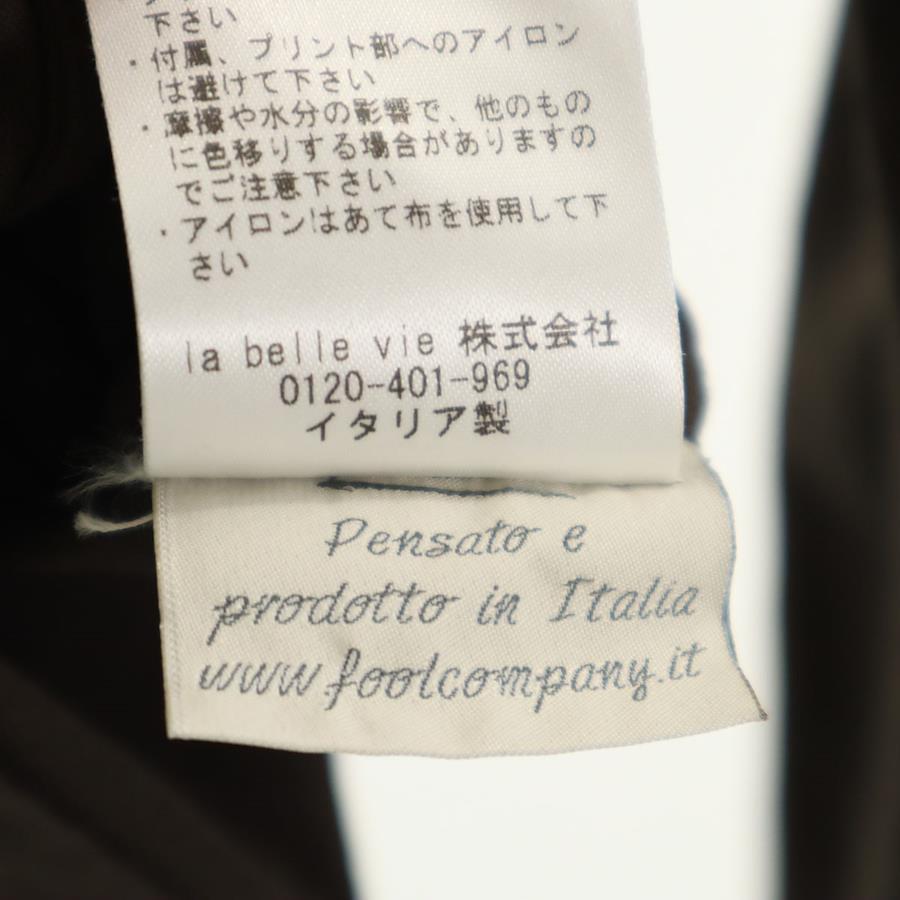 下さい
・付属、プリント部へのアイロン
は避けて下さい
・摩擦や水分の影響で、他のもの
に色移りする場合がありますの
でご注意下さい
・アイロンはあて布を使用して下
さい
la belle vie 株式会社
0120-401-969
イタリア製
Pensato e
prodotto in Italia
www.foolcompany.it